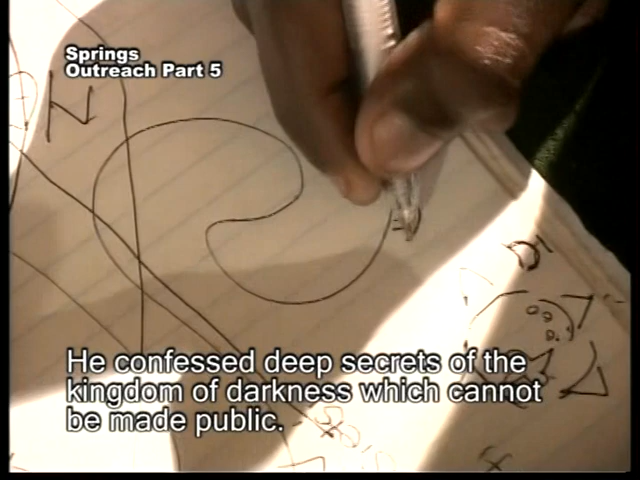 Springs
Outreach Part 5
He confessed deep secrets of the
kingdom of darkness which cannot
be made public.